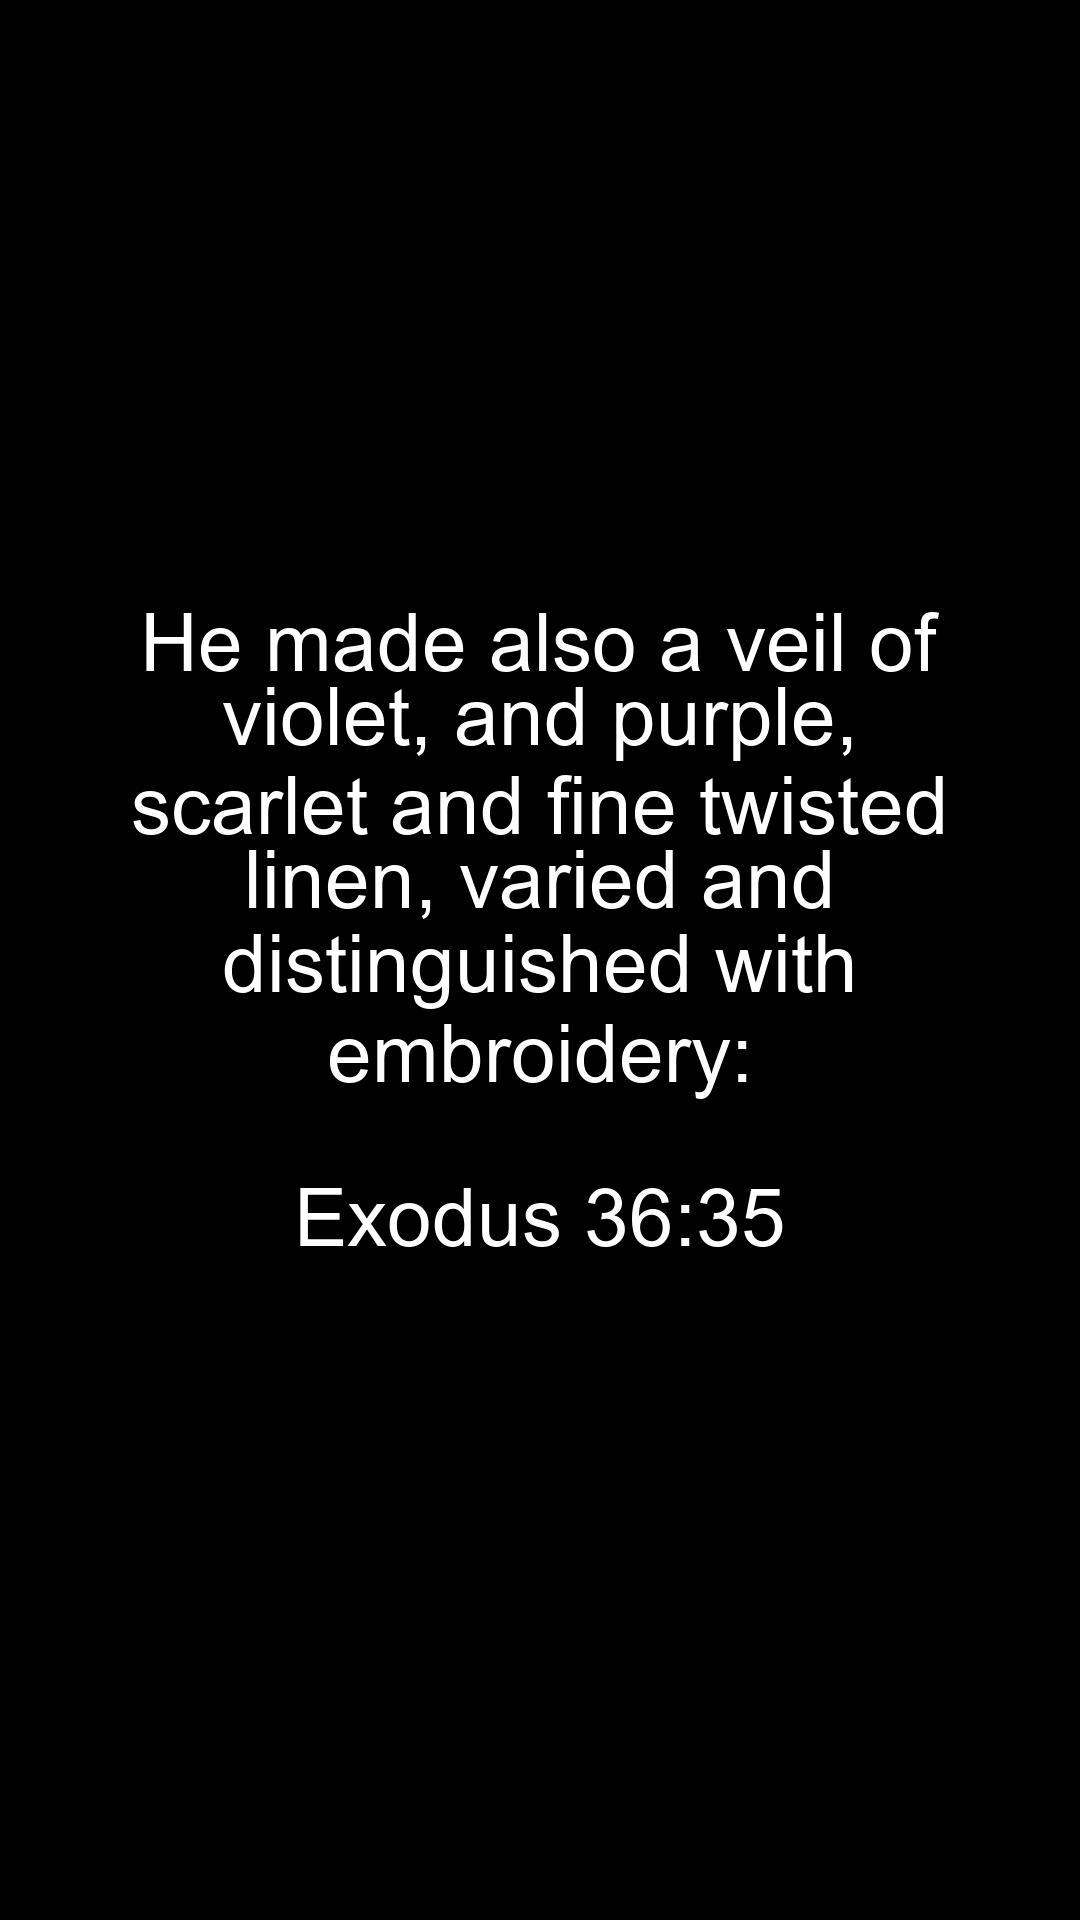 He made also a veil of
violet, and purple,
scarlet and fine twisted
linen, varied and
distinguished with
embroidery:
Exodus 36:35